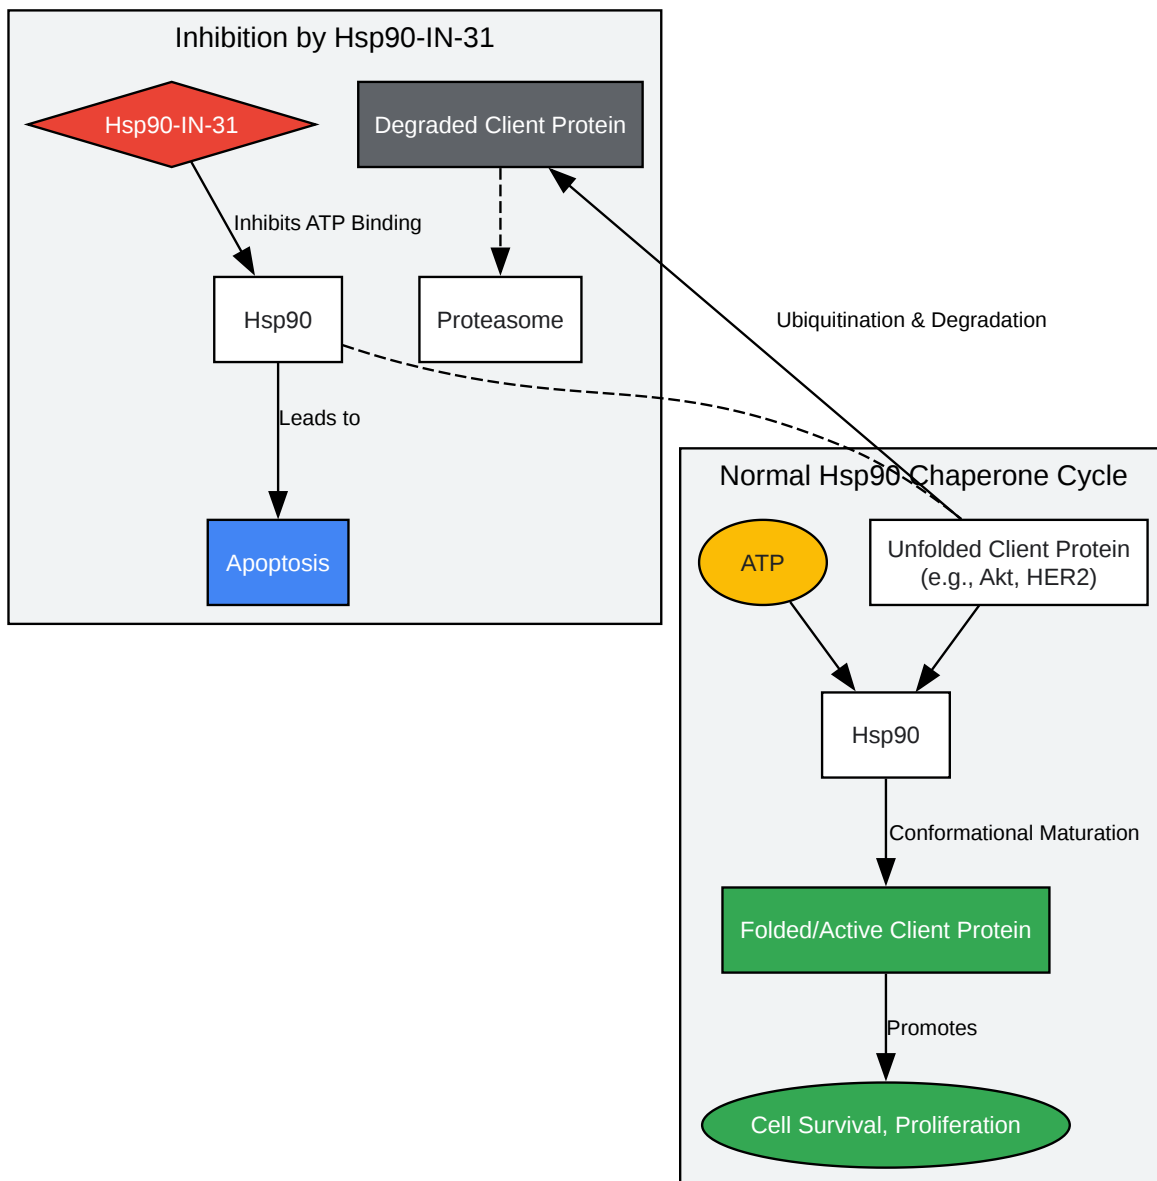 Inhibition by Hsp90-IN-31
Hsp90-IN-31
Degraded Client Protein
Inhibits ATP Binding
Hsp90
Proteasome
Ubiquitination & Degradation
Leads to
Apoptosis
Normal Hsp90 Chaperone Cycle
ATP
Unfolded Client Protein
(e.g., Akt, HER2)
Hsp90
Conformational Maturation
Folded/Active Client Protein
Promotes
Cell Survival, Proliferation